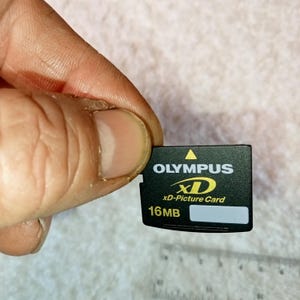 OLYMPUS
xD
xD-Picture Card
16MB